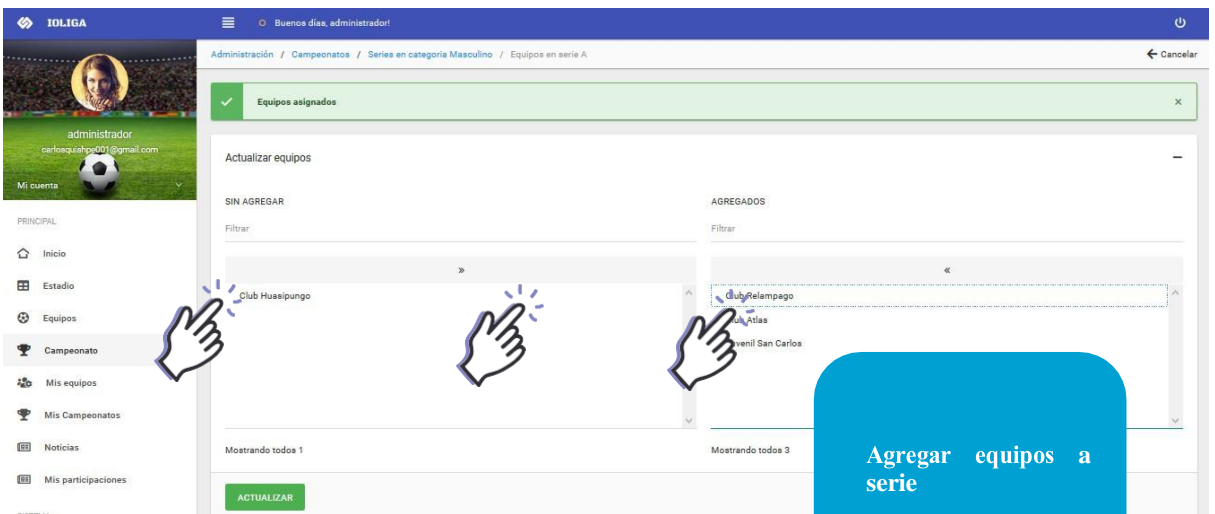 IOLIGA
Buenos días, administrador!
Administración / Campeonatos / Series en categoria Masculino / Equipos en serie A
Cancelar
Equipos asignados
×
administrador
carlosquishpe001@gmail.com
Mi cuenta
Actualizar equipos
SIN AGREGAR
AGREGADOS
Filtrar
Filtrar
»
«
PRINCIPAL
Inicio
Estadio
Equipos
Campeonato
Mis equipos
Mis Campeonatos
Noticias
Mis participaciones
Club Huasipungo
Club Relampago
Atlas
San Carlos
Mostrando todos 1
Mostrando todos 3
ACTUALIZAR
Agregar equipos a
serie